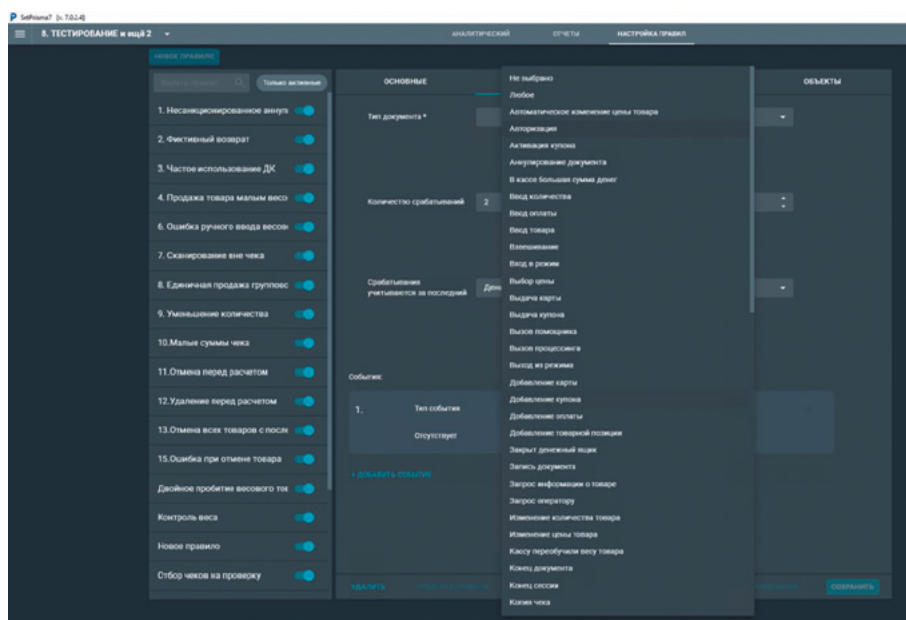 SetPrisma7 [v. 7.0.2.4]
8. ТЕСТИРОВАНИЕ и ещё 2
АНАЛИТИЧЕСКИЙ ОТЧЕТЫ НАСТРОЙКА ПРАВИЛ
НОВОЕ ПРАВИЛО
Только активные
1. Несанкционированное аннул
2. Фиктивный возврат
3. Частое использование ДК
4. Продажа товара малым весо
6. Ошибка ручного ввода весов
7. Сканирование вне чека
8. Единичная продажа группово
9. Уменьшение количества
10.Малые суммы чека
11.Отмена перед расчетом
12.Удаление перед расчетом
13.Отмена всех товаров с после
15.Ошибка при отмене товара
Двойное пробитие весового тов
Контроль веса
Новое правило
Отбор чеков на проверку
ОСНОВНЫЕ
ОБЪЕКТЫ
Тип документа *
Количество срабатываний 2
Срабатывания
учитываются за последний
День
События:
1. Тип события
Отсутствует
+ ДОБАВИТЬ СОБЫТИЕ
УДАЛИТЬ
СОХРАНИТЬ
Не выбрано
Любое
Автоматическое изменение цены товара
Авторизация
Активация купона
Аннулирование документа
В кассе большая сумма денег
Ввод количества
Ввод оплаты
Ввод товара
Взвешивание
Вход в режим
Выбор цены
Выдача карты
Выдача купона
Вызов помощника
Вызов процессинга
Выход из режима
Добавление карты
Добавление купона
Добавление оплаты
Добавление товарной позиции
Закрыт денежный ящик
Запись документа
Запрос информации о товаре
Запрос оператору
Изменение количества товара
Изменение цены товара
Кассу переобучили весу товара
Конец документа
Конец сессии
Копия чека